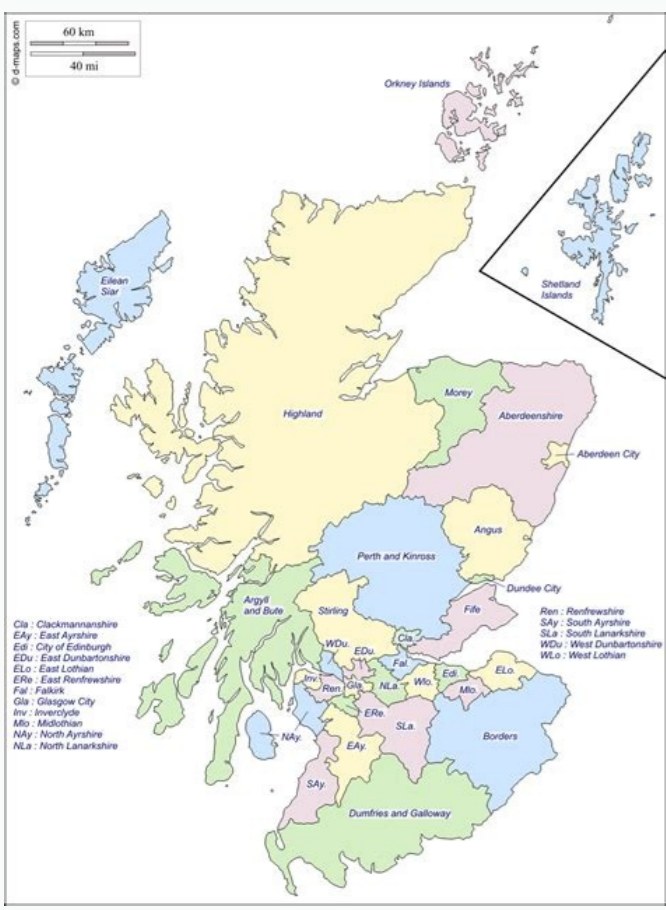 60 km
40 mi
© d-maps.com
Orkney Islands
Shetland
Islands
Eilean
Siar
Highland
Morey
Aberdeenshire
Aberdeen City
Angus
Perth and Kinross
Dundee City
Argyll
and Bute
Stirling
Fife
Cla.
WDu.
EDu.
Fal.
Inv.
Ren.
Gla.
NLa.
Wlo.
Edi.
ELo.
Mlo.
ERe.
SLa.
NAy.
EAy.
SAy.
Borders
Dumfries and Galloway
Cla : Clackmannanshire
EAy : East Ayrshire
Edi : City of Edinburgh
EDu : East Dunbartonshire
ELo : East Lothian
ERe : East Renfrewshire
Fal : Falkirk
Gla : Glasgow City
Inv : Inverclyde
Mlo : Midlothian
NAy : North Ayrshire
NLa : North Lanarkshire
Ren : Renfrewshire
SAy : South Ayrshire
SLa : South Lanarkshire
WDu : West Dunbartonshire
WLo : West Lothian